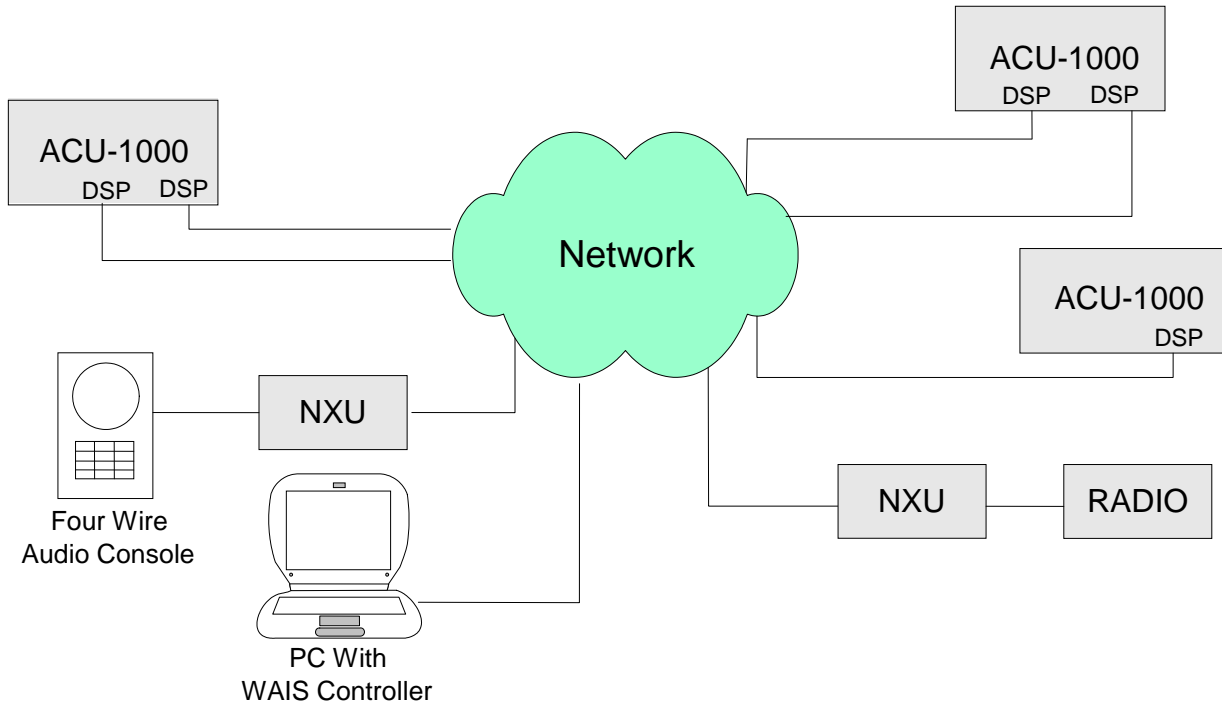 ACU-1000
DSP DSP
ACU-1000
DSP DSP
Network
ACU-1000
DSP
NXU
Four Wire
Audio Console
NXU
RADIO
PC With
WAIS Controller